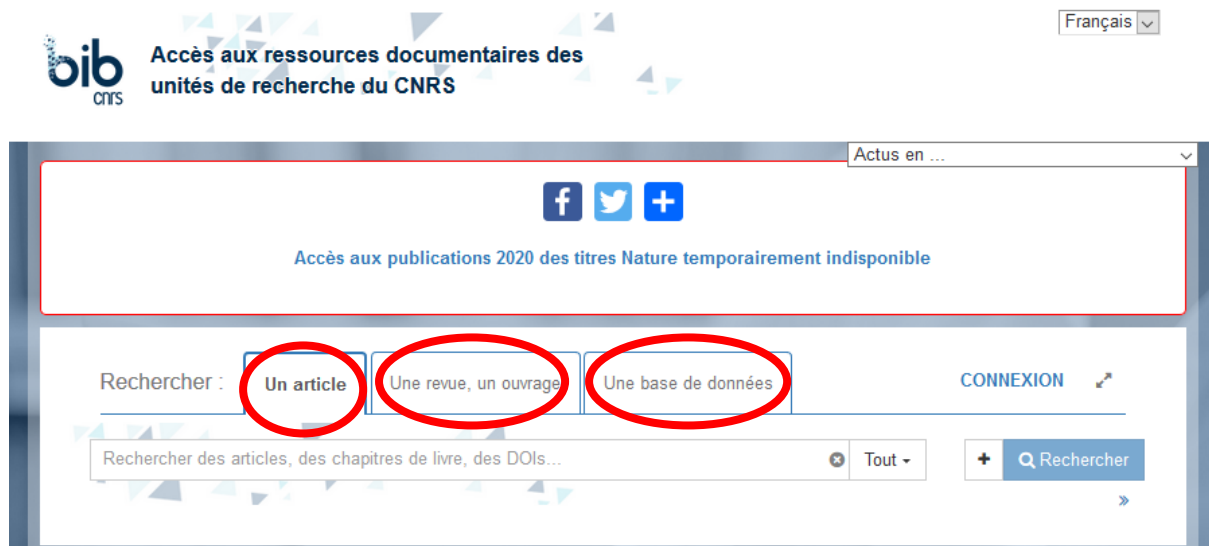 Français
bib
cnrs
Accès aux ressources documentaires des
unités de recherche du CNRS
Actus en ...
Accès aux publications 2020 des titres Nature temporairement indisponible
Rechercher :
Un article
Une revue, un ouvrage
Une base de données
CONNEXION
Rechercher des articles, des chapitres de livre, des DOIs...
Tout
+
Rechercher
»